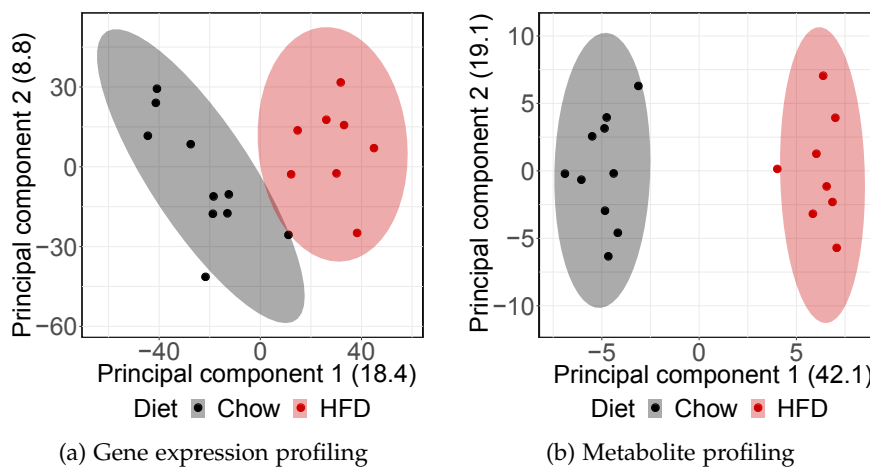 Principal component 2 (8.8)
30
0
−30
−60
−40 0 40
Principal component 1 (18.4)
Diet Chow HFD
(a) Gene expression profiling
Principal component 2 (19.1)
10
5
0
−5
−10
−5 0 5
Principal component 1 (42.1)
Diet Chow HFD
(b) Metabolite profiling